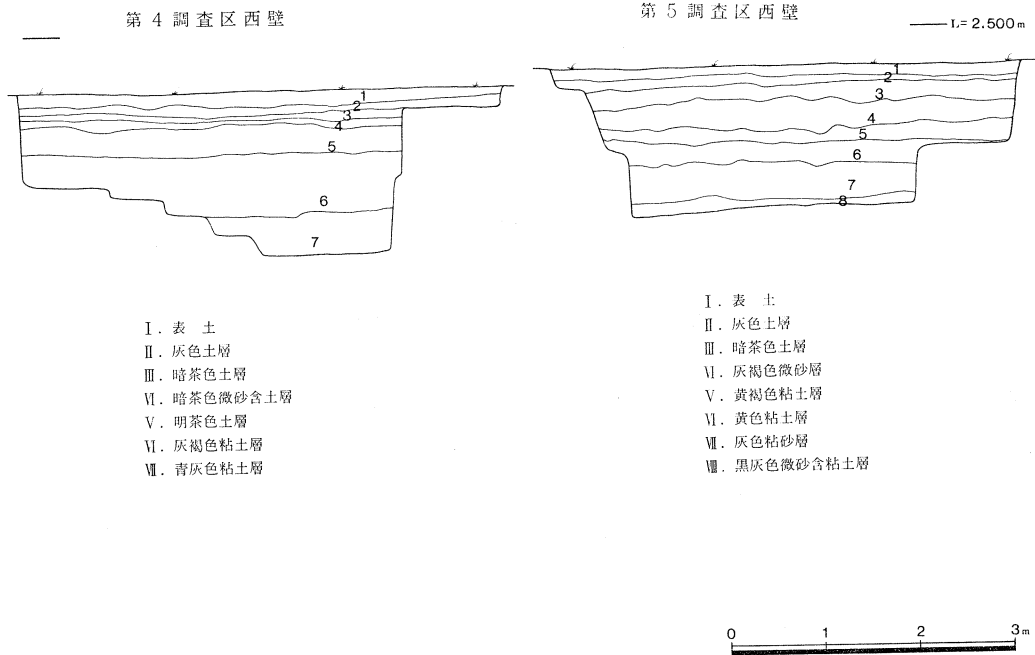 第4調査区西壁
1
2
3
4
5
6
7
Ⅰ. 表 土
Ⅱ. 灰色土層
Ⅲ. 暗茶色土層
Ⅵ. 暗茶色微砂含土層
Ⅴ. 明茶色土層
Ⅵ. 灰褐色粘土層
Ⅶ. 青灰色粘土層
第5調査区西壁
L=2.500m
1
2
3
4
5
6
7
8
Ⅰ. 表 土
Ⅱ. 灰色土層
Ⅲ. 暗茶色土層
Ⅵ. 灰褐色微砂層
Ⅴ. 黄褐色粘土層
Ⅵ. 黄色粘土層
Ⅶ. 灰色粘砂層
Ⅷ. 黒灰色微砂含粘土層
0 1 2 3m